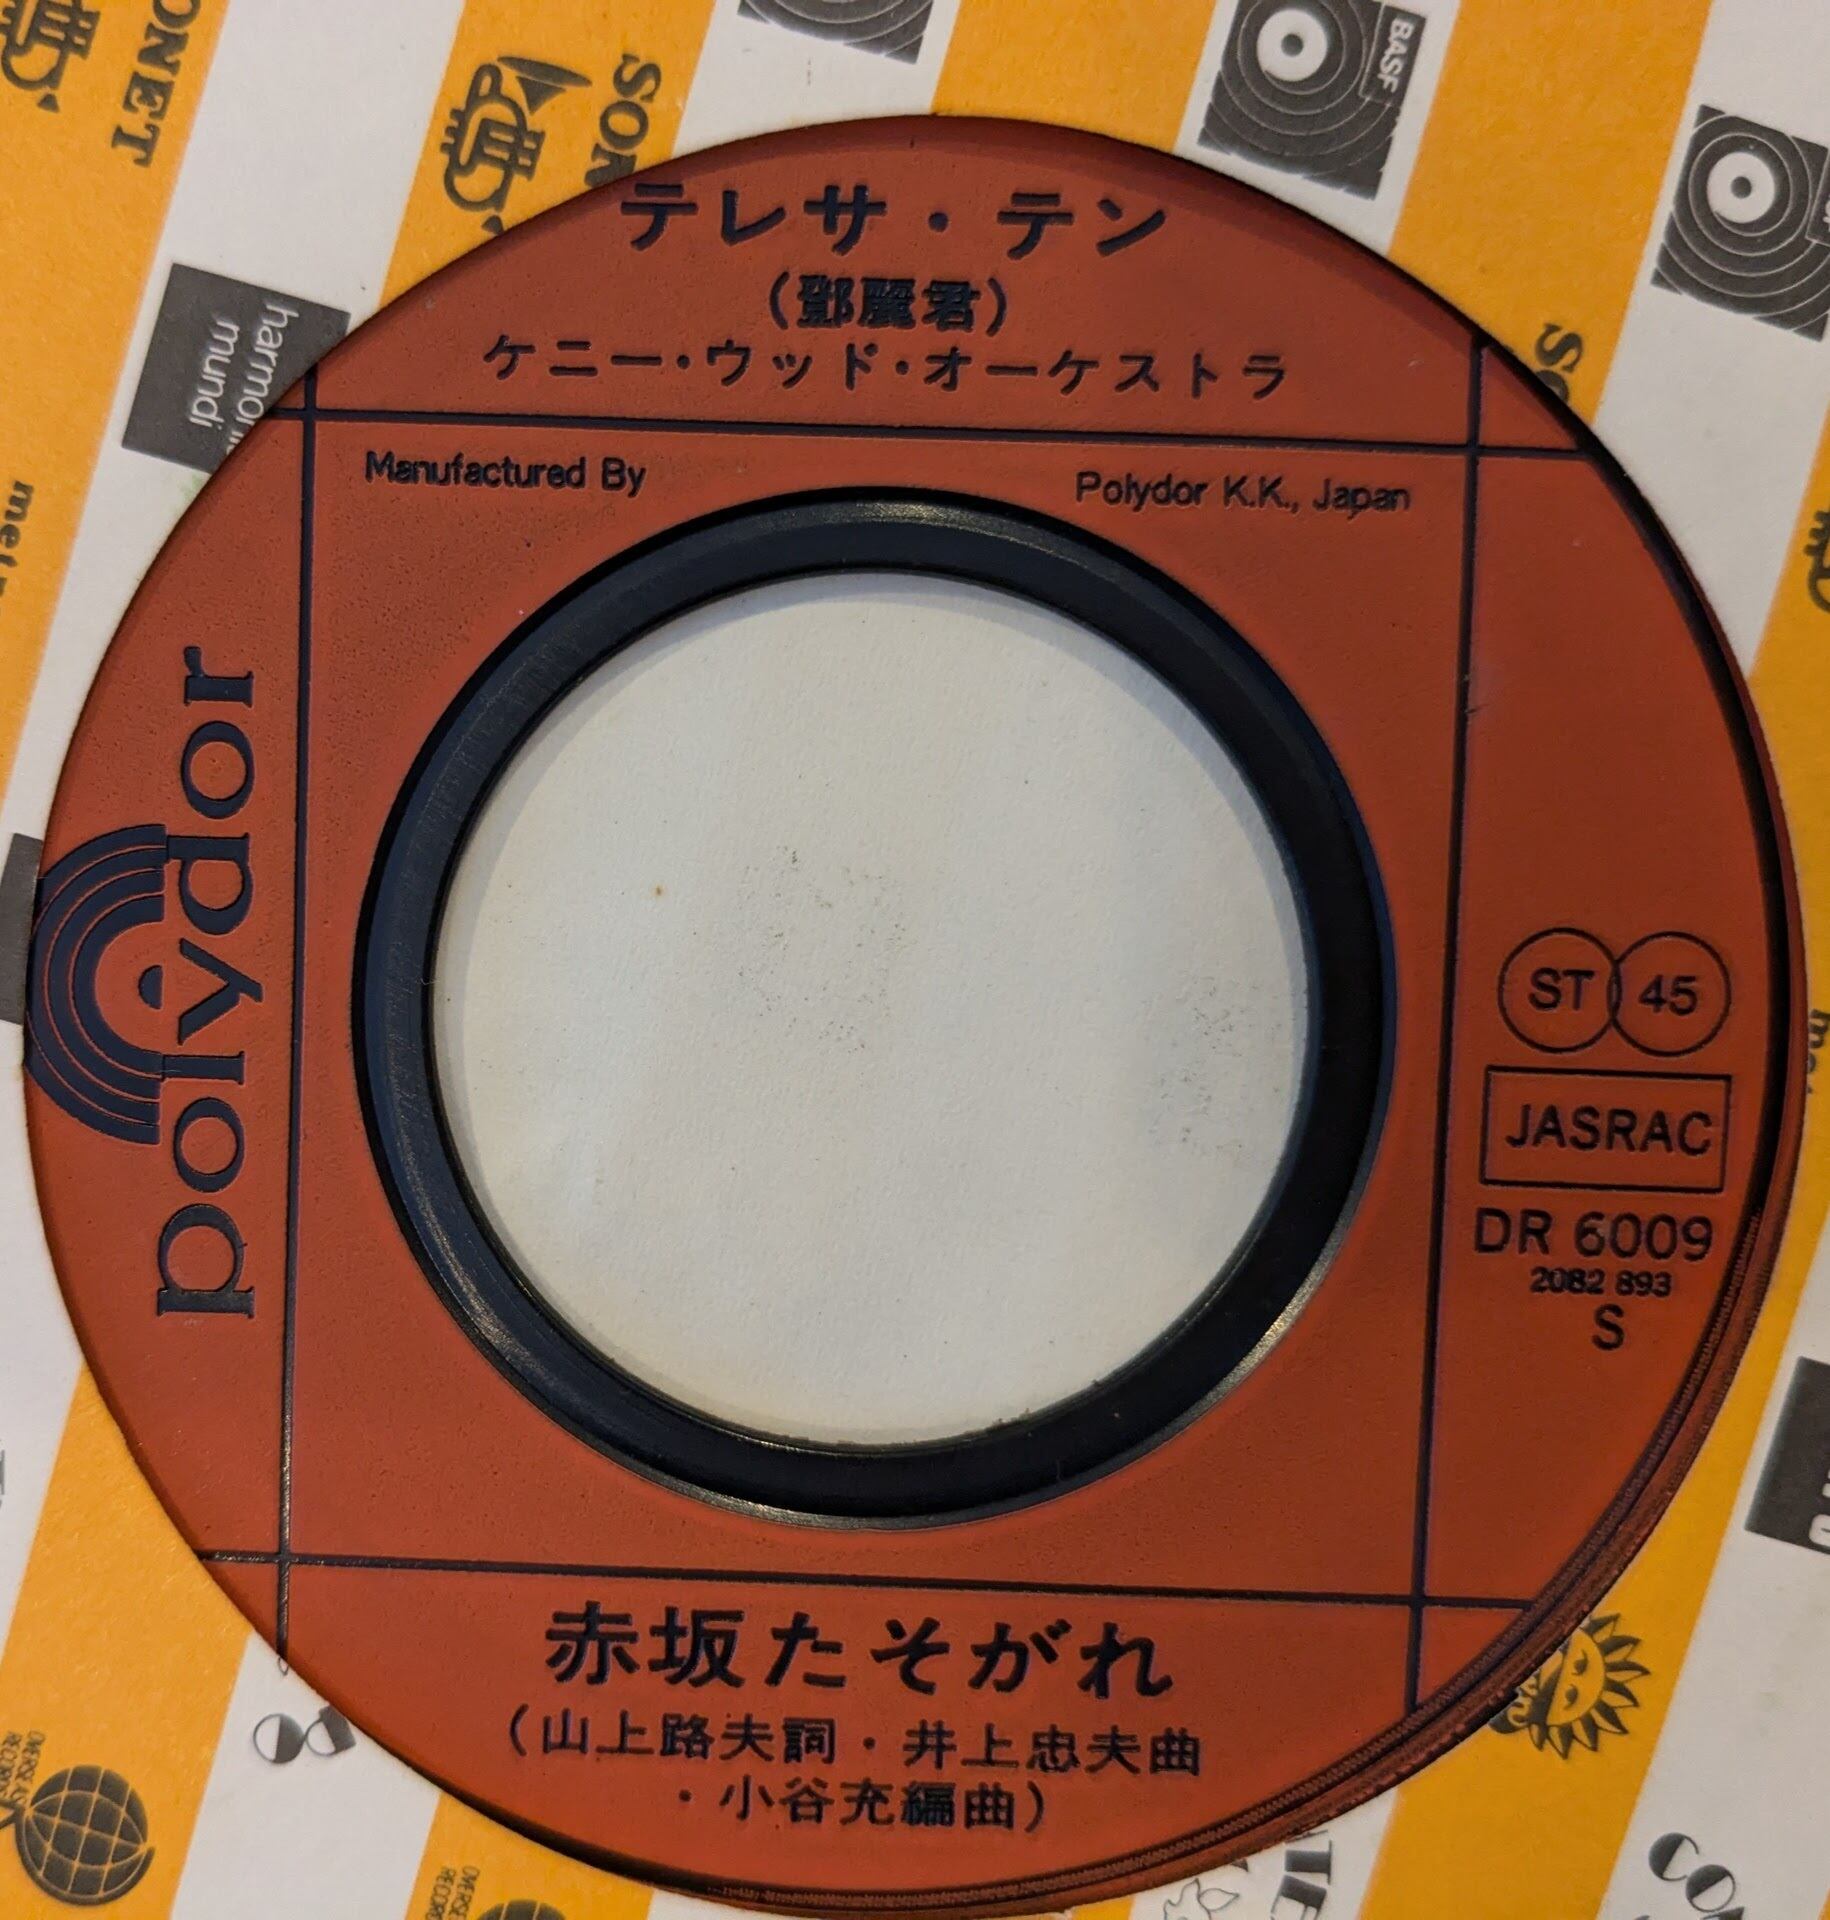 テレサ・テン
(鄧麗君)
ケニー・ウッド・オーケストラ
Manufactured By
Polydor K.K., Japan
polydor
ST 45
JASRAC
DR 6009
2082 893
S
赤坂たそがれ
(山上路夫詞・井上忠夫曲
・小谷充編曲)
BASF
harmonia
mundi
SONET
OVERSEAS
RECORDS